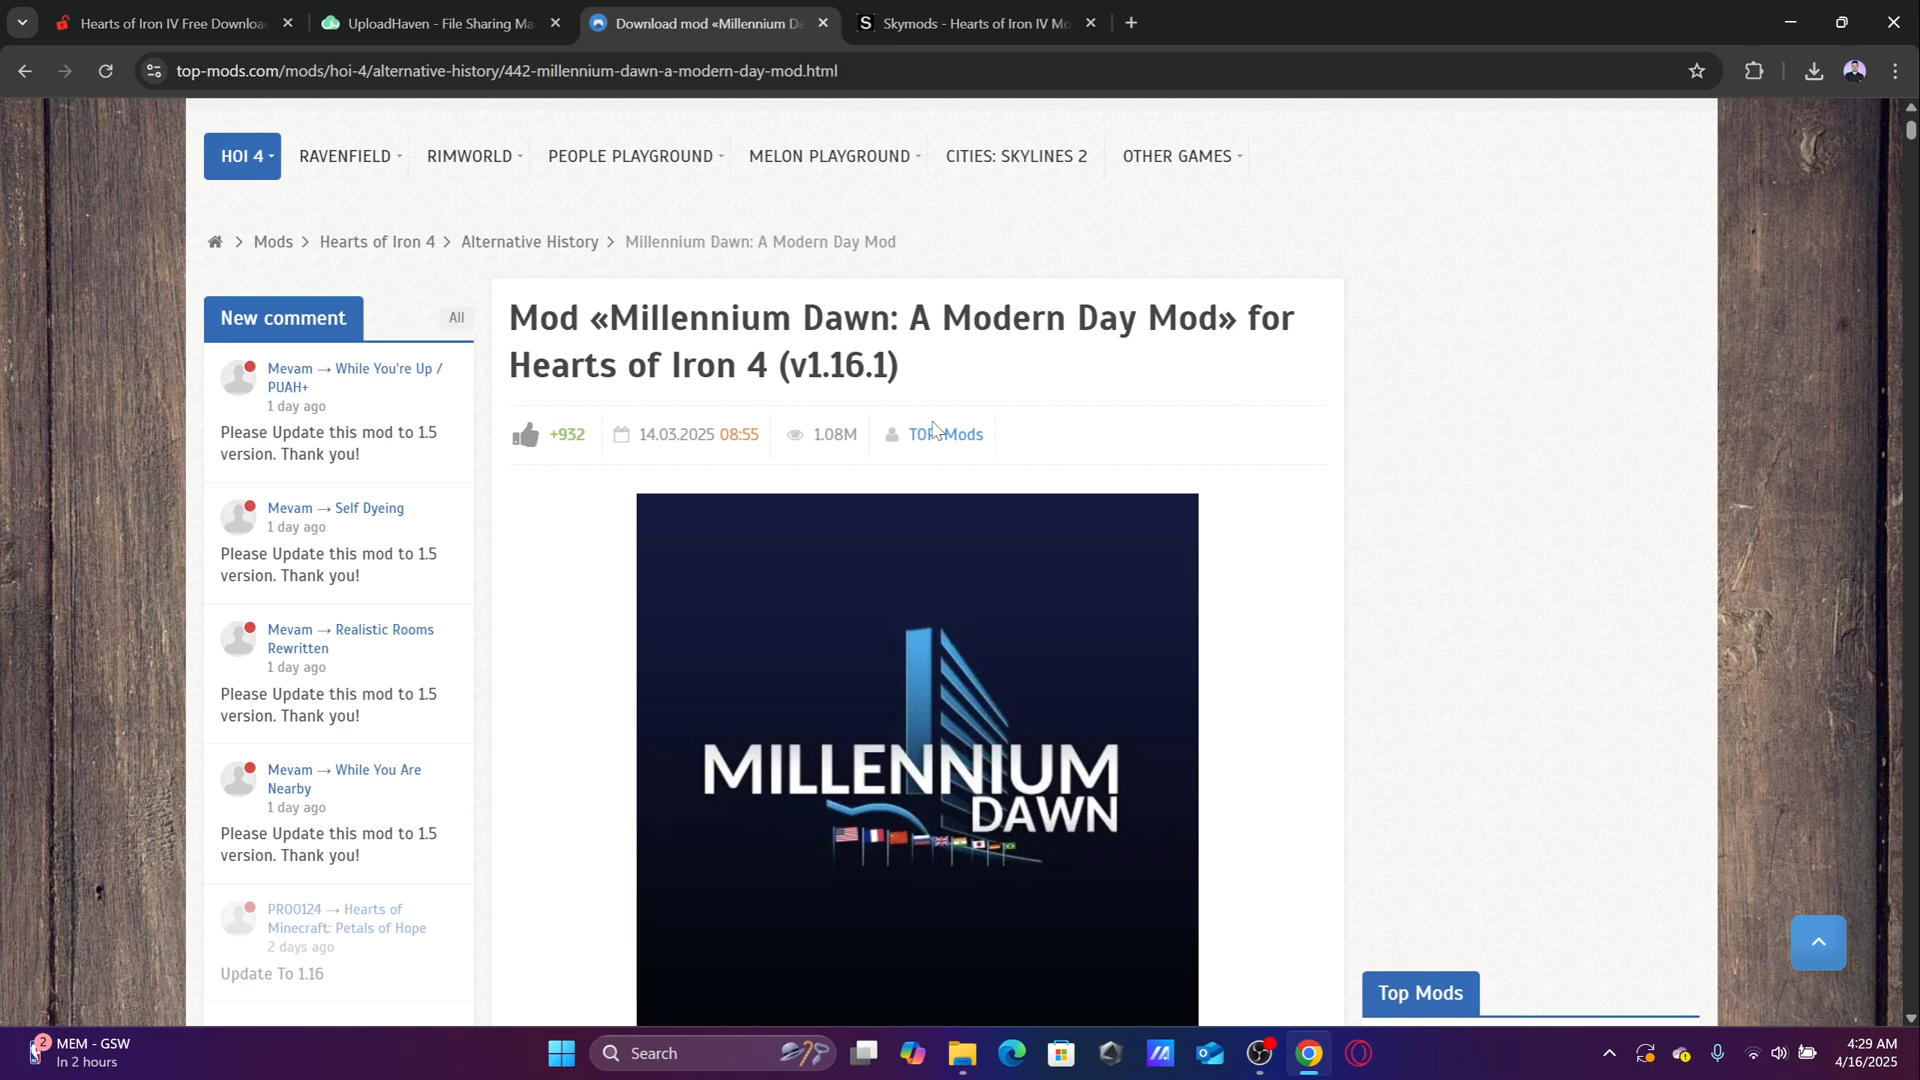 Hearts of Iron IV Free Downloa
UploadHaven - File Sharing Ma
Download mod «Millennium Da
Skymods - Hearts of Iron IV Mo
top-mods.com/mods/hoi-4/alternative-history/442-millennium-dawn-a-modern-day-mod.html
HOI 4
RAVENFIELD
RIMWORLD
PEOPLE PLAYGROUND
MELON PLAYGROUND
CITIES: SKYLINES 2
OTHER GAMES
Mods
Hearts of Iron 4
Alternative History
Millennium Dawn: A Modern Day Mod
New comment
All
Mevam → While You're Up /
PUAH+
1 day ago
Please Update this mod to 1.5
version. Thank you!
Mevam → Self Dyeing
1 day ago
Please Update this mod to 1.5
version. Thank you!
Mevam → Realistic Rooms
Rewritten
1 day ago
Please Update this mod to 1.5
version. Thank you!
Mevam → While You Are
Nearby
1 day ago
Please Update this mod to 1.5
version. Thank you!
PRO0124 → Hearts of
Minecraft: Petals of Hope
2 days ago
Update To 1.16
Mod «Millennium Dawn: A Modern Day Mod» for
Hearts of Iron 4 (v1.16.1)
+932
14.03.2025 08:55
1.08M
TOP-Mods
MILLENNIUM
DAWN
Top Mods
2
MEM - GSW
In 2 hours
Search
4:29 AM
4/16/2025